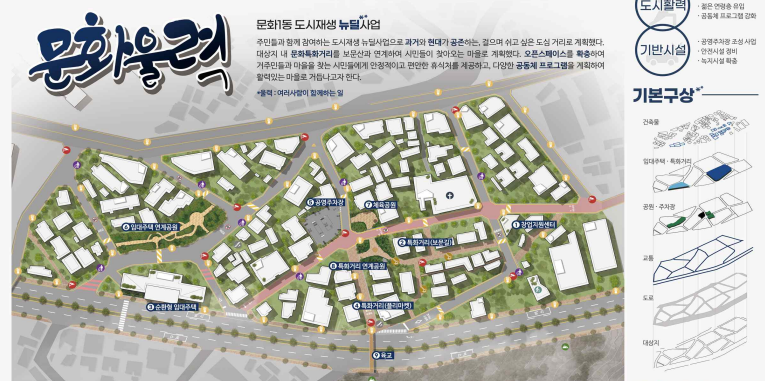 문화울력
문화1동 도시재생 뉴딜사업
주민들과 함께 참여하는 도시재생 뉴딜사업으로 과거와 현대가 공존하는, 걸으며 쉬고 싶은 도심 거리로 계획했다.
대상지 내 문화특화거리를 보문산과 연계하여 시민들이 찾아오는 마을로 계획했다. 오픈스페이스를 확충하여
거주민들과 마을을 찾는 시민들에게 안정적이고 편안한 휴식처를 제공하고, 다양한 공동체 프로그램을 계획하여
활력있는 마을로 거듭나고자 한다.
*울력 : 여러사람이 함께하는 일
도시활력
· 젊은 연령층 유입
· 공동체 프로그램 강화
기반시설
· 공영주차장 조성 사업
· 안전시설 정비
· 녹지시설 확충
기본구상
건축물
임대주택 · 특화거리
공원 · 주차장
교통
도로
대상지
⑤ 공영주차장
⑦ 체육공원
⑥ 임대주택 연계공원
① 창업지원센터
② 특화거리(보문길)
⑧ 특화거리 연계공원
③ 순환형 임대주택
④ 특화거리(플리마켓)
⑨ 육교